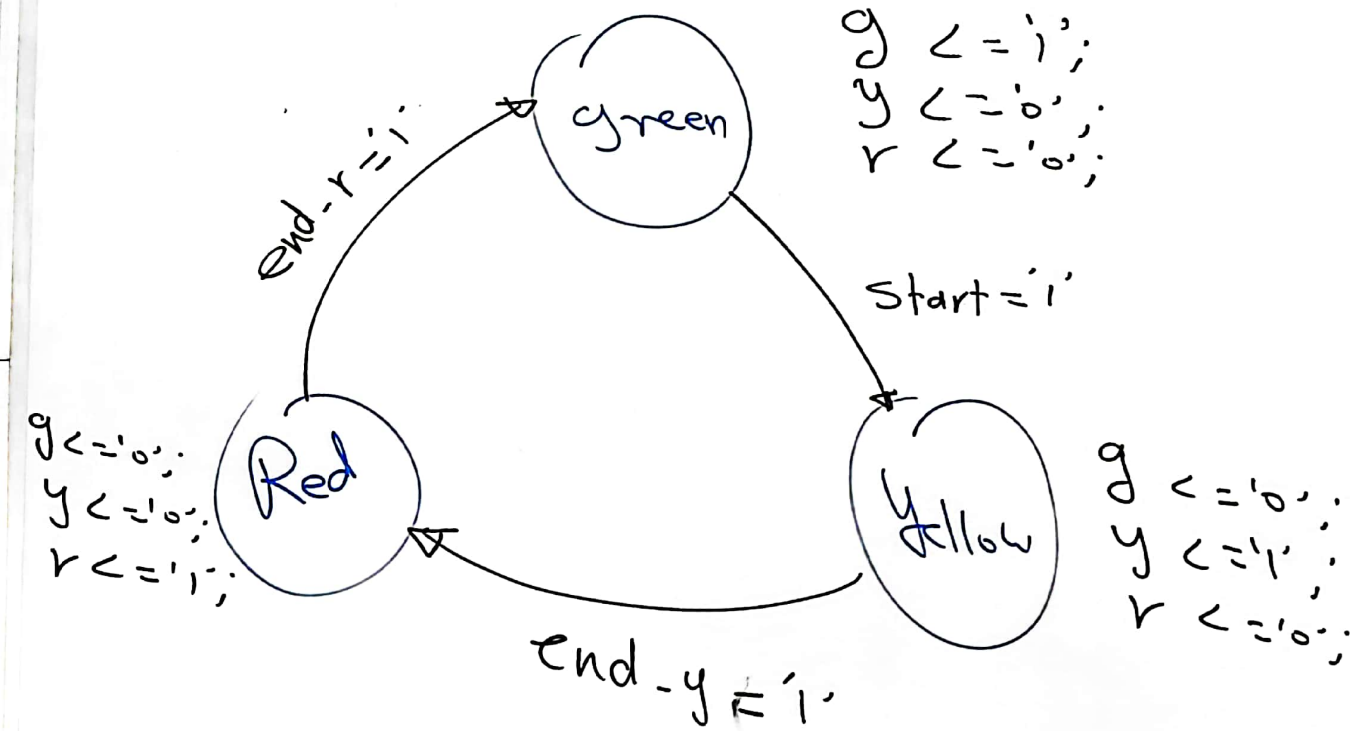 green
g <= '1';
y <= '0';
r <= '0';
end_r = '1'
Start = '1'
Red
g <= '0';
y <= '0';
r <= '1';
Yellow
g <= '0';
y <= '1';
r <= '0';
end_y = '1'